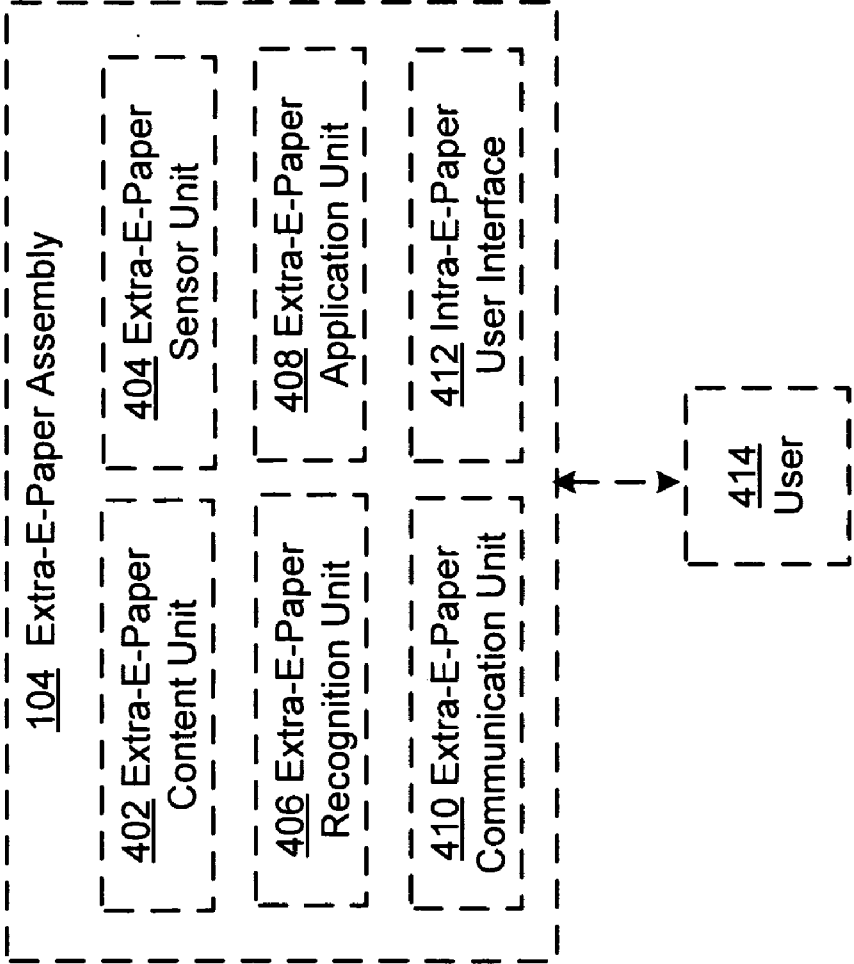 104 Extra-E-Paper Assembly
402 Extra-E-Paper
Content Unit
404 Extra-E-Paper
Sensor Unit
406 Extra-E-Paper
Recognition Unit
408 Extra-E-Paper
Application Unit
410 Extra-E-Paper
Communication Unit
412 Intra-E-Paper
User Interface
414
User